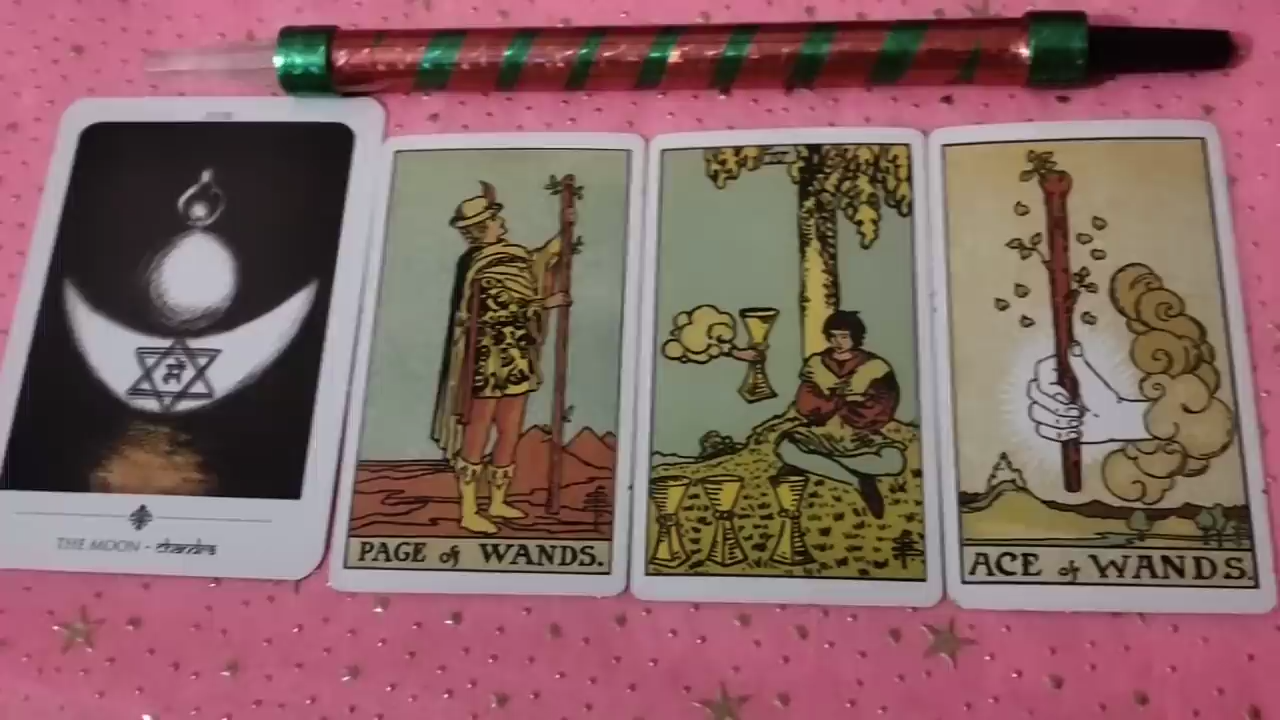 THE MOON - chandra
PAGE of WANDS.
ACE of WANDS.